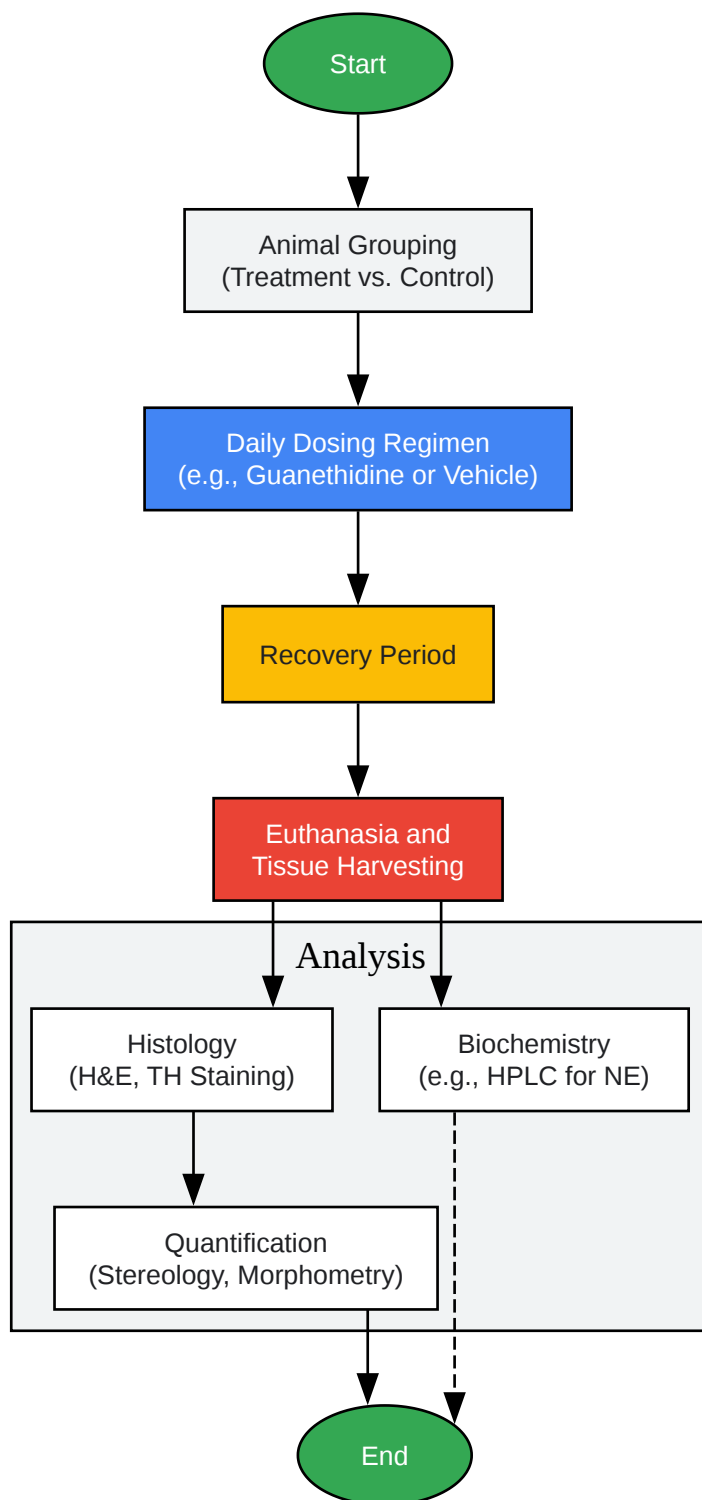 Start
Animal Grouping
(Treatment vs. Control)
Daily Dosing Regimen
(e.g., Guanethidine or Vehicle)
Recovery Period
Euthanasia and
Tissue Harvesting
Analysis
Histology
(H&E, TH Staining)
Biochemistry
(e.g., HPLC for NE)
Quantification
(Stereology, Morphometry)
End